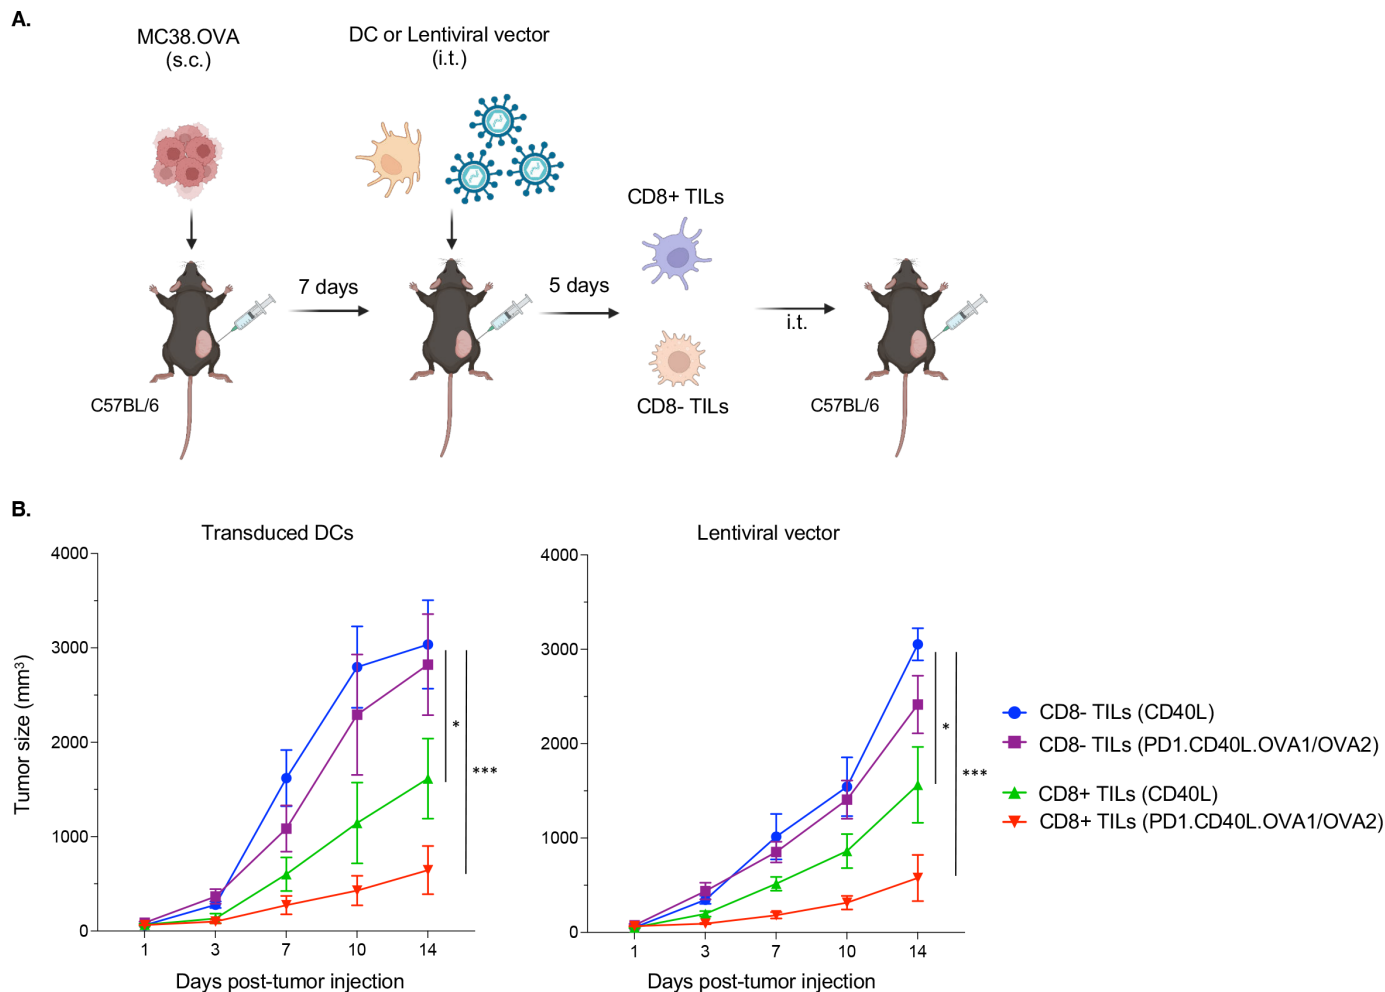 A.
MC38.OVA
(s.c.)
DC or Lentiviral vector
(i.t.)
CD8+ TILs
7 days
5 days
i.t.
CD8- TILs
C57BL/6
C57BL/6
B.
Transduced DCs
Tumor size (mm³)
4000
3000
2000
1000
0
1
3
7
10
14
*
***
Days post-tumor injection
Lentiviral vector
4000
3000
2000
1000
0
1
3
7
10
14
*
***
Days post-tumor injection
CD8- TILs (CD40L)
CD8- TILs (PD1.CD40L.OVA1/OVA2)
CD8+ TILs (CD40L)
CD8+ TILs (PD1.CD40L.OVA1/OVA2)